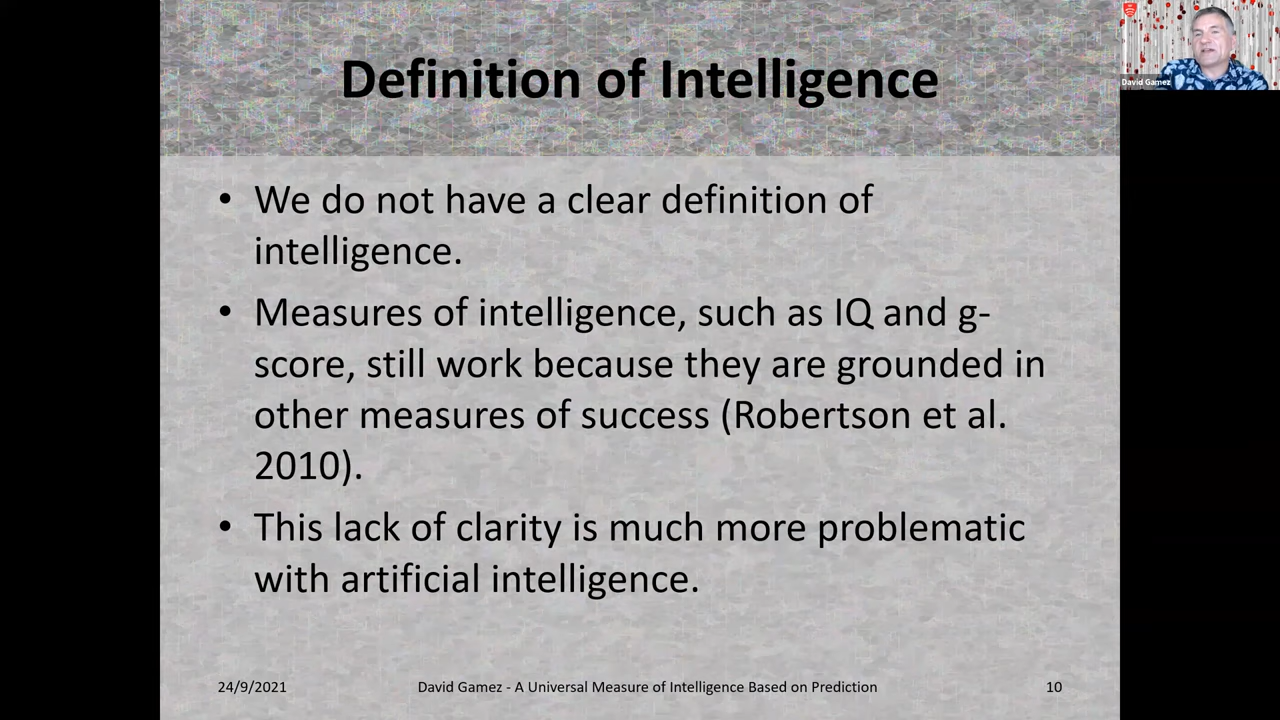 Definition of Intelligence
David Gamez
• We do not have a clear definition of
intelligence.
• Measures of intelligence, such as IQ and g-
score, still work because they are grounded in
other measures of success (Robertson et al.
2010).
• This lack of clarity is much more problematic
with artificial intelligence.
24/9/2021
David Gamez - A Universal Measure of Intelligence Based on Prediction
10